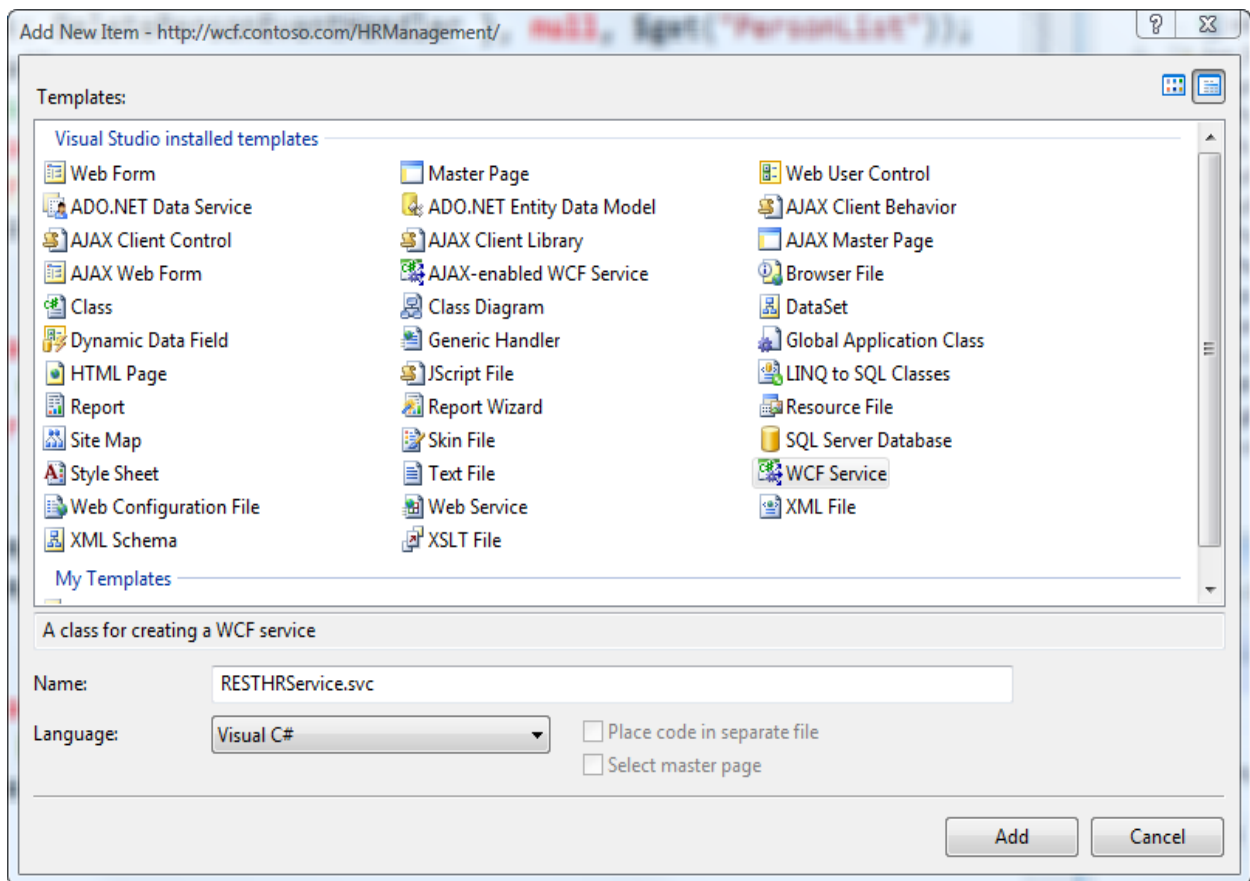 DeletePersonEventHandler }, null, $get("PersonList"));
Add New Item - http://wcf.contoso.com/HRManagement/
Templates:
Visual Studio installed templates
Web Form Master Page Web User Control
ADO.NET Data Service ADO.NET Entity Data Model AJAX Client Behavior
AJAX Client Control AJAX Client Library AJAX Master Page
AJAX Web Form AJAX-enabled WCF Service Browser File
Class Class Diagram DataSet
Dynamic Data Field Generic Handler Global Application Class
HTML Page JScript File LINQ to SQL Classes
Report Report Wizard Resource File
Site Map Skin File SQL Server Database
Style Sheet Text File WCF Service
Web Configuration File Web Service XML File
XML Schema XSLT File
My Templates
A class for creating a WCF service
Name: RESTHRService.svc
Language: Visual C# Place code in separate file
Select master page
Add Cancel